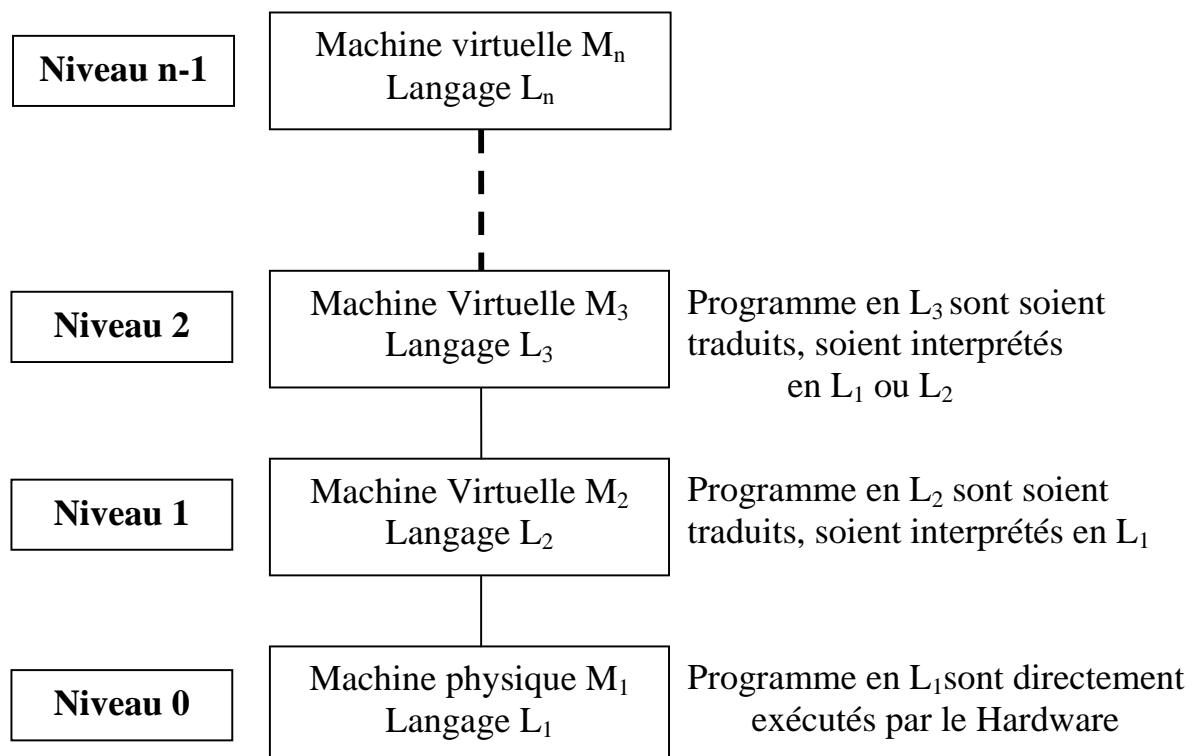 Niveau n-1
Machine virtuelle Mₙ
Langage Lₙ
Niveau 2
Machine Virtuelle M₃
Langage L₃
Programme en L₃ sont soient
traduits, soient interprétés
en L₁ ou L₂
Niveau 1
Machine Virtuelle M₂
Langage L₂
Programme en L₂ sont soient
traduits, soient interprétés en L₁
Niveau 0
Machine physique M₁
Langage L₁
Programme en L₁sont directement
exécutés par le Hardware